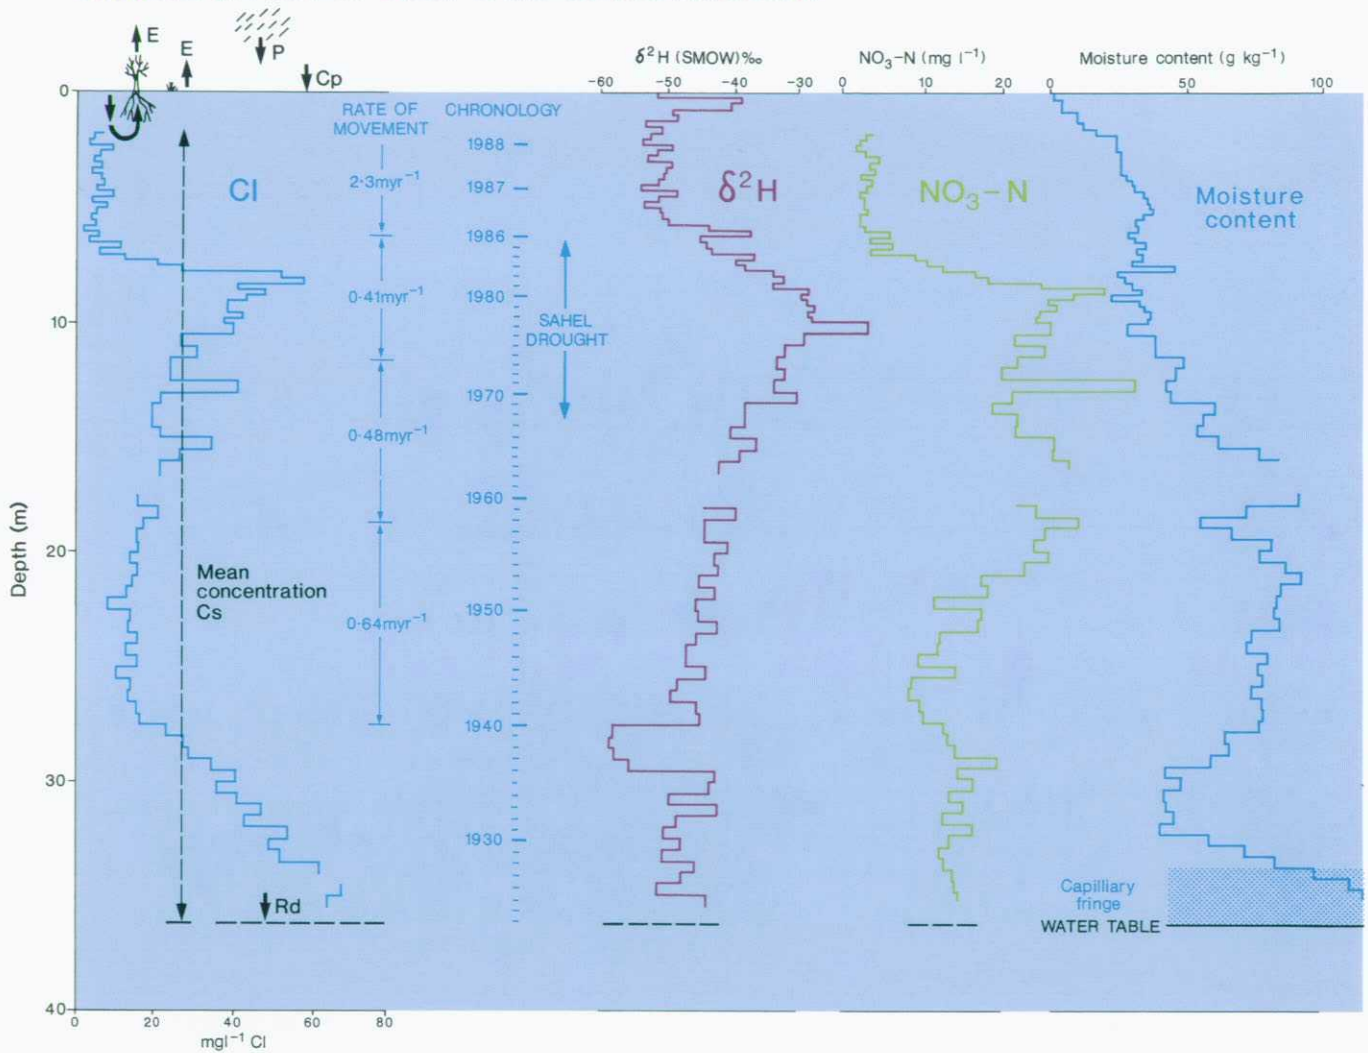 E
E
P
Cp
δ²H (SMOW)‰
NO₃-N (mg l⁻¹)
Moisture content (g kg⁻¹)
-60 -50 -40 -30
0 10 20
0 50 100
0
RATE OF
MOVEMENT
CHRONOLOGY
Cl
δ²H
NO₃-N
Moisture
content
1988
2·3myr⁻¹
1987
1986
0·41myr⁻¹
1980
SAHEL
DROUGHT
10
1970
0·48myr⁻¹
1960
Depth (m)
20
Mean
concentration
Cs
1950
0·64myr⁻¹
1940
30
1930
Rd
Capilliary
fringe
WATER TABLE
40
0 20 40 60 80
mgl⁻¹ Cl